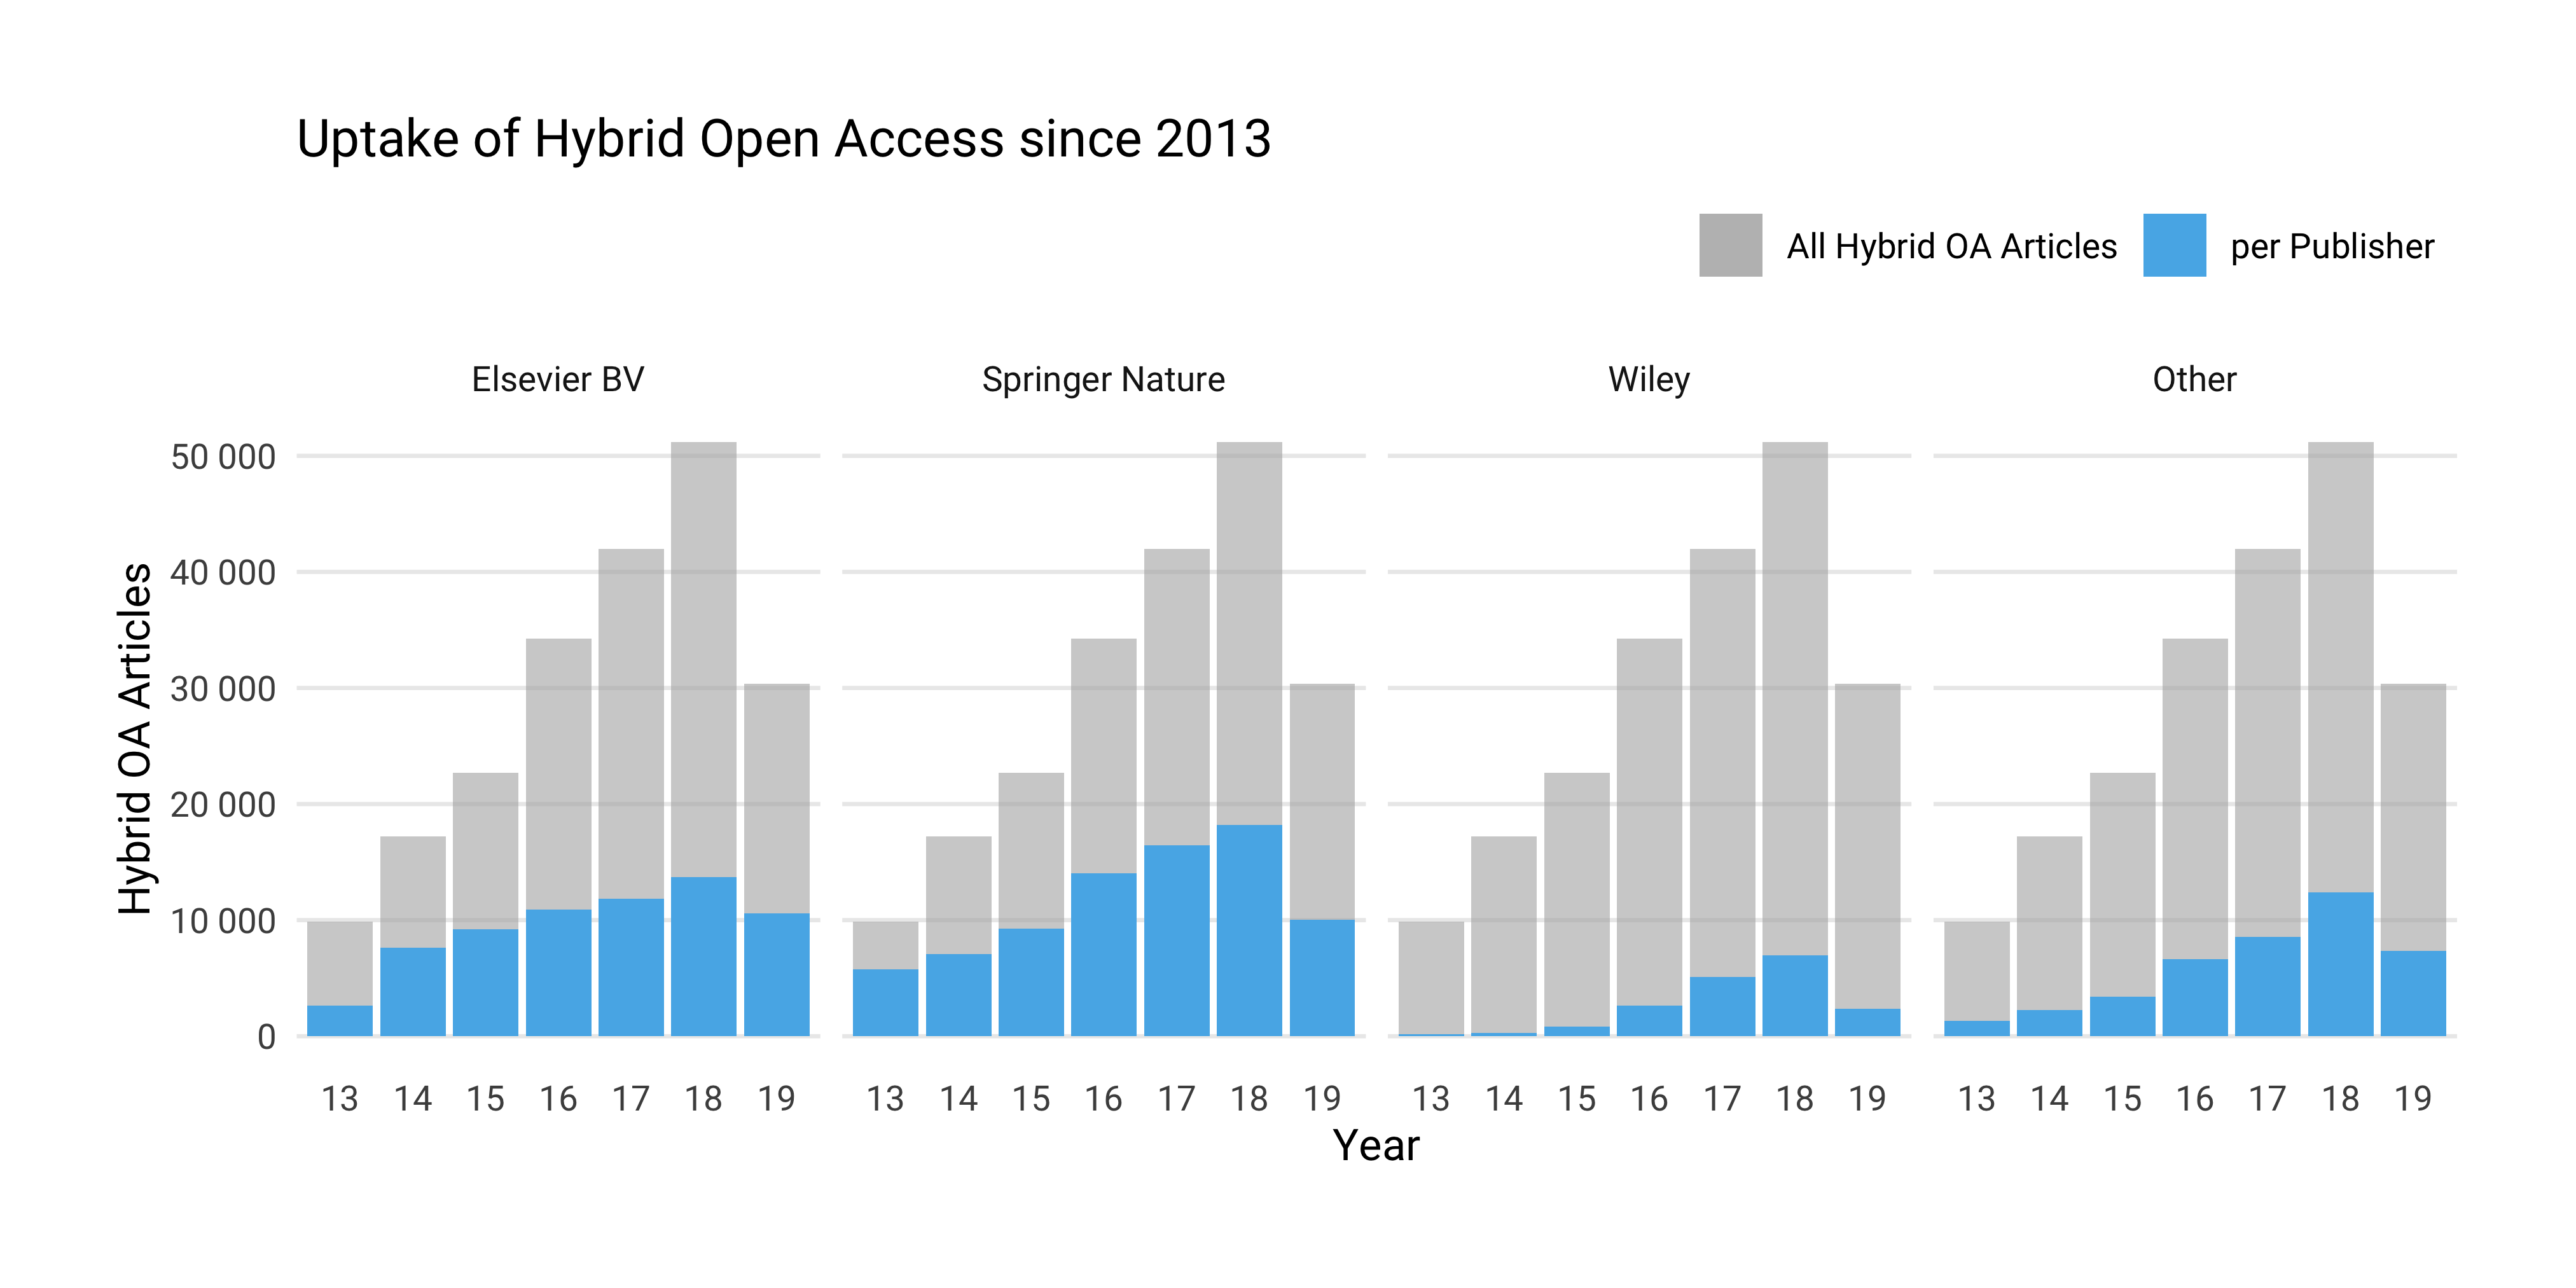 Uptake of Hybrid Open Access since 2013
All Hybrid OA Articles per Publisher
Elsevier BV Springer Nature Wiley Other
Hybrid OA Articles
50 000
40 000
30 000
20 000
10 000
0
13 14 15 16 17 18 19 13 14 15 16 17 18 19 13 14 15 16 17 18 19 13 14 15 16 17 18 19
Year